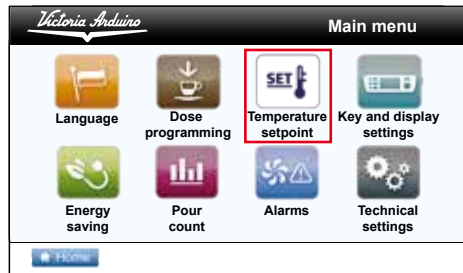 Victoria Arduino
Main menu
SET
Language
Dose
programming
Temperature
setpoint
Key and display
settings
Energy
saving
Pour
count
Alarms
Technical
settings
Home